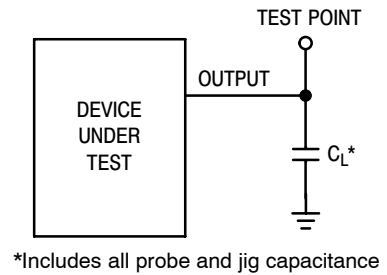 TEST POINT
OUTPUT
DEVICE
UNDER
TEST
CL*
*Includes all probe and jig capacitance